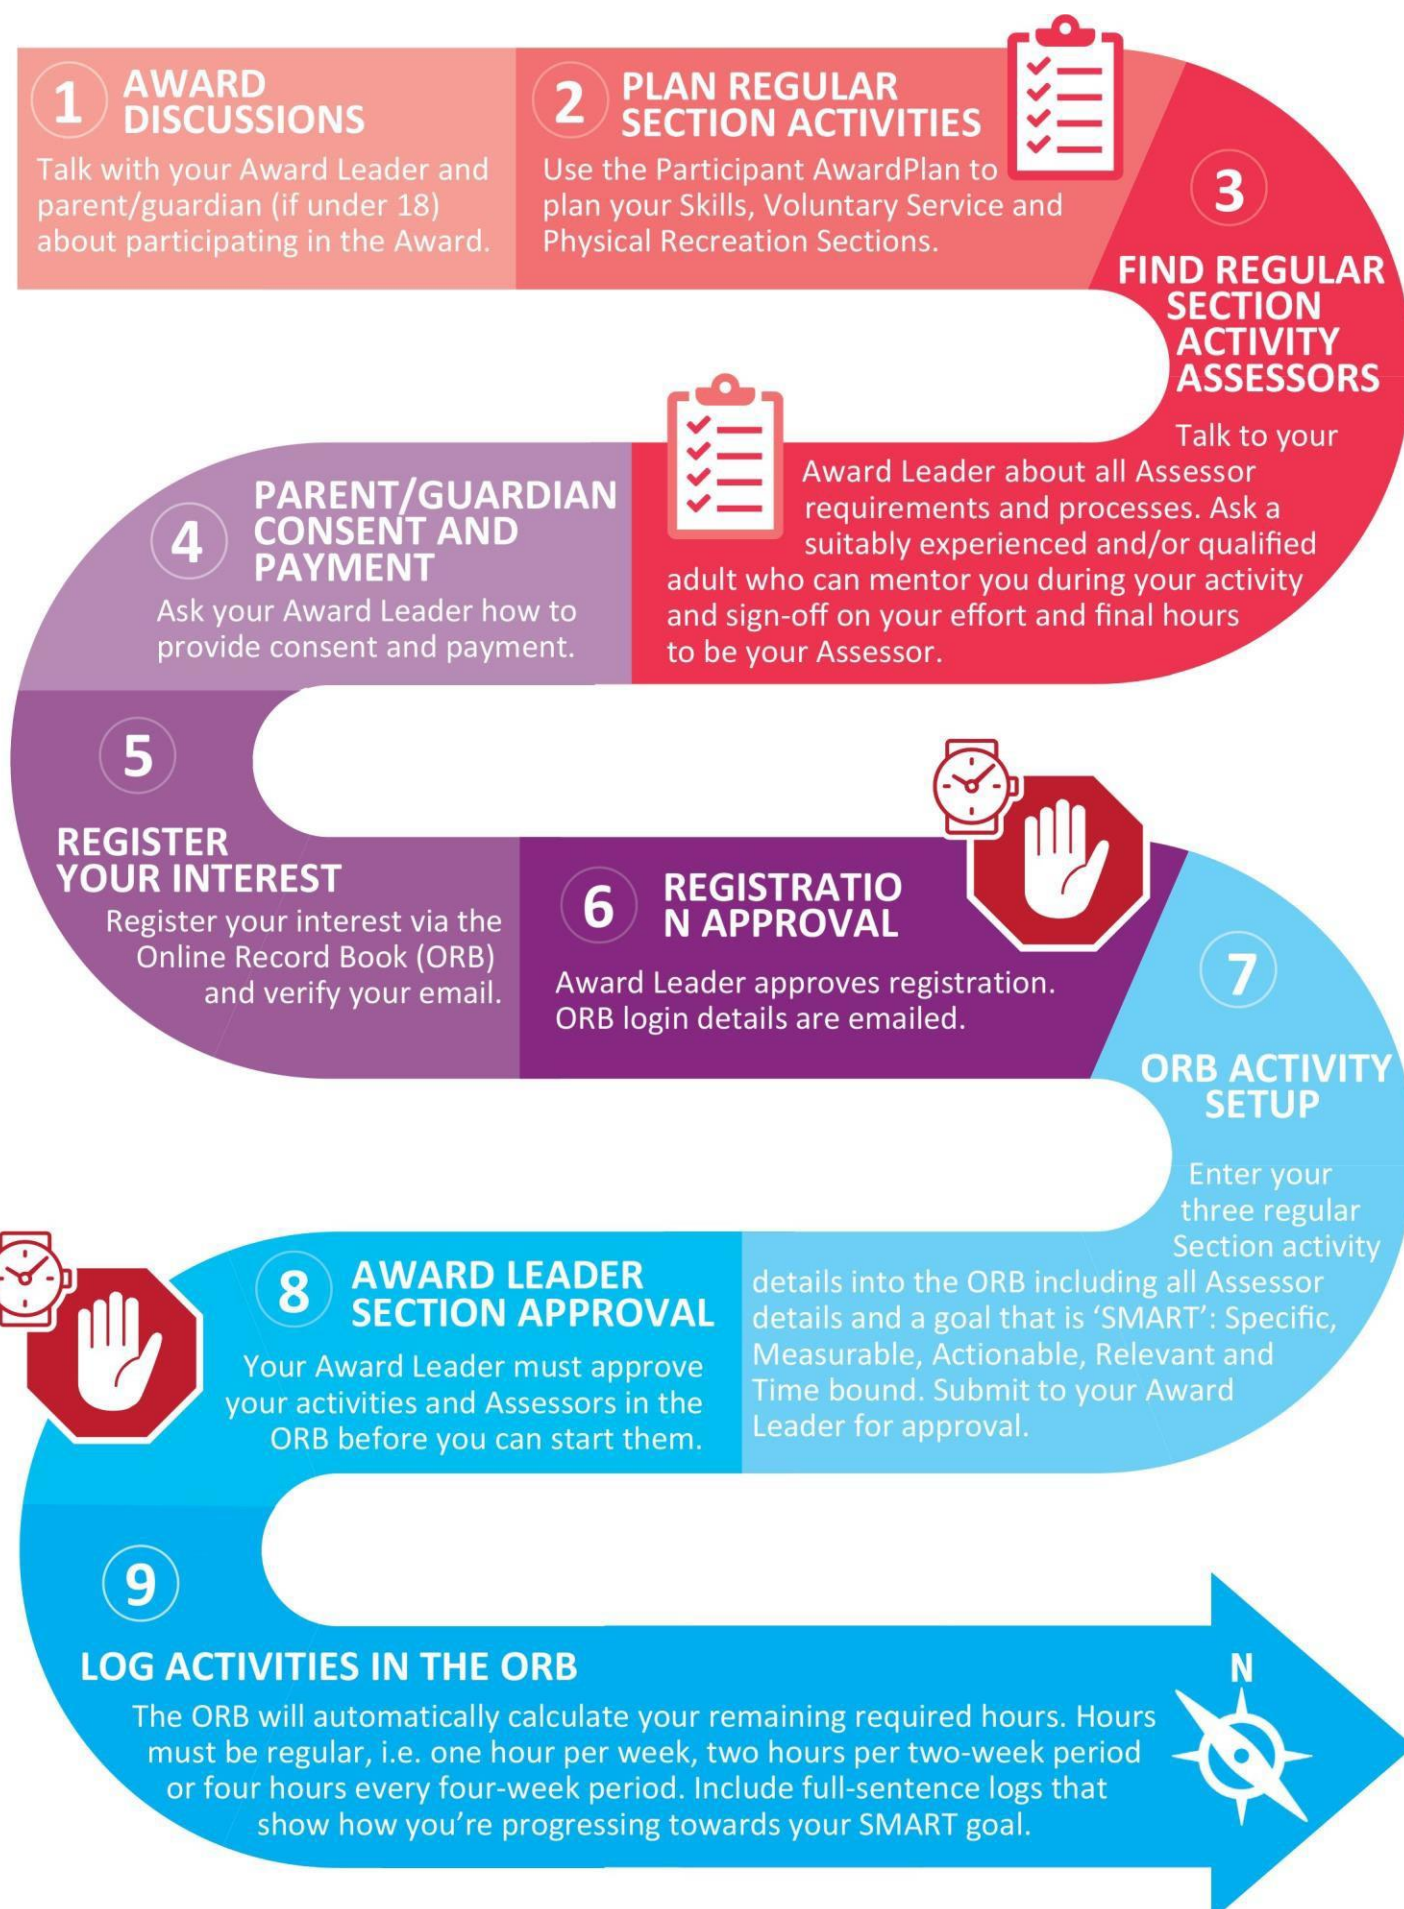 1
AWARD
DISCUSSIONS
Talk with your Award Leader and
parent/guardian (if under 18)
about participating in the Award.
2
PLAN REGULAR
SECTION ACTIVITIES
Use the Participant AwardPlan to
plan your Skills, Voluntary Service and
Physical Recreation Sections.
3
FIND REGULAR
SECTION
ACTIVITY
ASSESSORS
Talk to your
Award Leader about all Assessor
requirements and processes. Ask a
suitably experienced and/or qualified
adult who can mentor you during your activity
and sign-off on your effort and final hours
to be your Assessor.
4
PARENT/GUARDIAN
CONSENT AND
PAYMENT
Ask your Award Leader how to
provide consent and payment.
5
REGISTER
YOUR INTEREST
Register your interest via the
Online Record Book (ORB)
and verify your email.
6
REGISTRATIO
N APPROVAL
Award Leader approves registration.
ORB login details are emailed.
7
ORB ACTIVITY
SETUP
Enter your
three regular
Section activity
details into the ORB including all Assessor
details and a goal that is ‘SMART’: Specific,
Measurable, Actionable, Relevant and
Time bound. Submit to your Award
Leader for approval.
8
AWARD LEADER
SECTION APPROVAL
Your Award Leader must approve
your activities and Assessors in the
ORB before you can start them.
9
LOG ACTIVITIES IN THE ORB
The ORB will automatically calculate your remaining required hours. Hours
must be regular, i.e. one hour per week, two hours per two-week period
or four hours every four-week period. Include full-sentence logs that
show how you’re progressing towards your SMART goal.
N